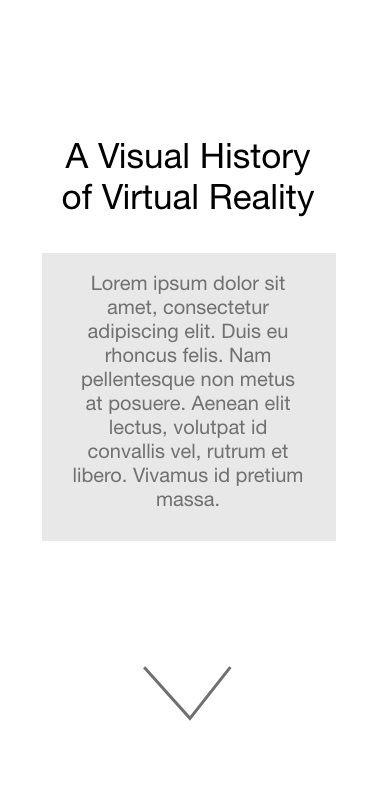 A Visual History
of Virtual Reality
Lorem ipsum dolor sit
amet, consectetur
adipiscing elit. Duis eu
rhoncus felis. Nam
pellentesque non metus
at posuere. Aenean elit
lectus, volutpat id
convallis vel, rutrum et
libero. Vivamus id pretium
massa.